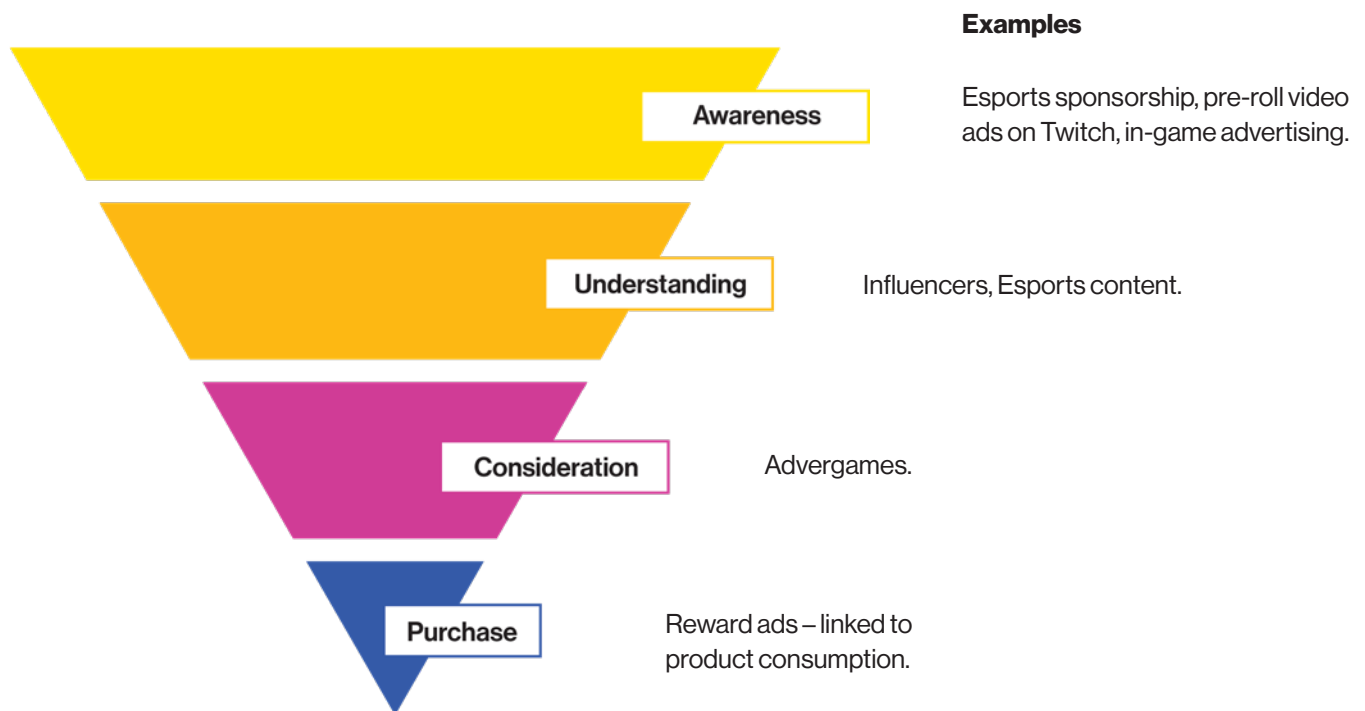 Examples
Awareness
Esports sponsorship, pre-roll video
ads on Twitch, in-game advertising.
Understanding
Influencers, Esports content.
Consideration
Advergames.
Purchase
Reward ads – linked to
product consumption.